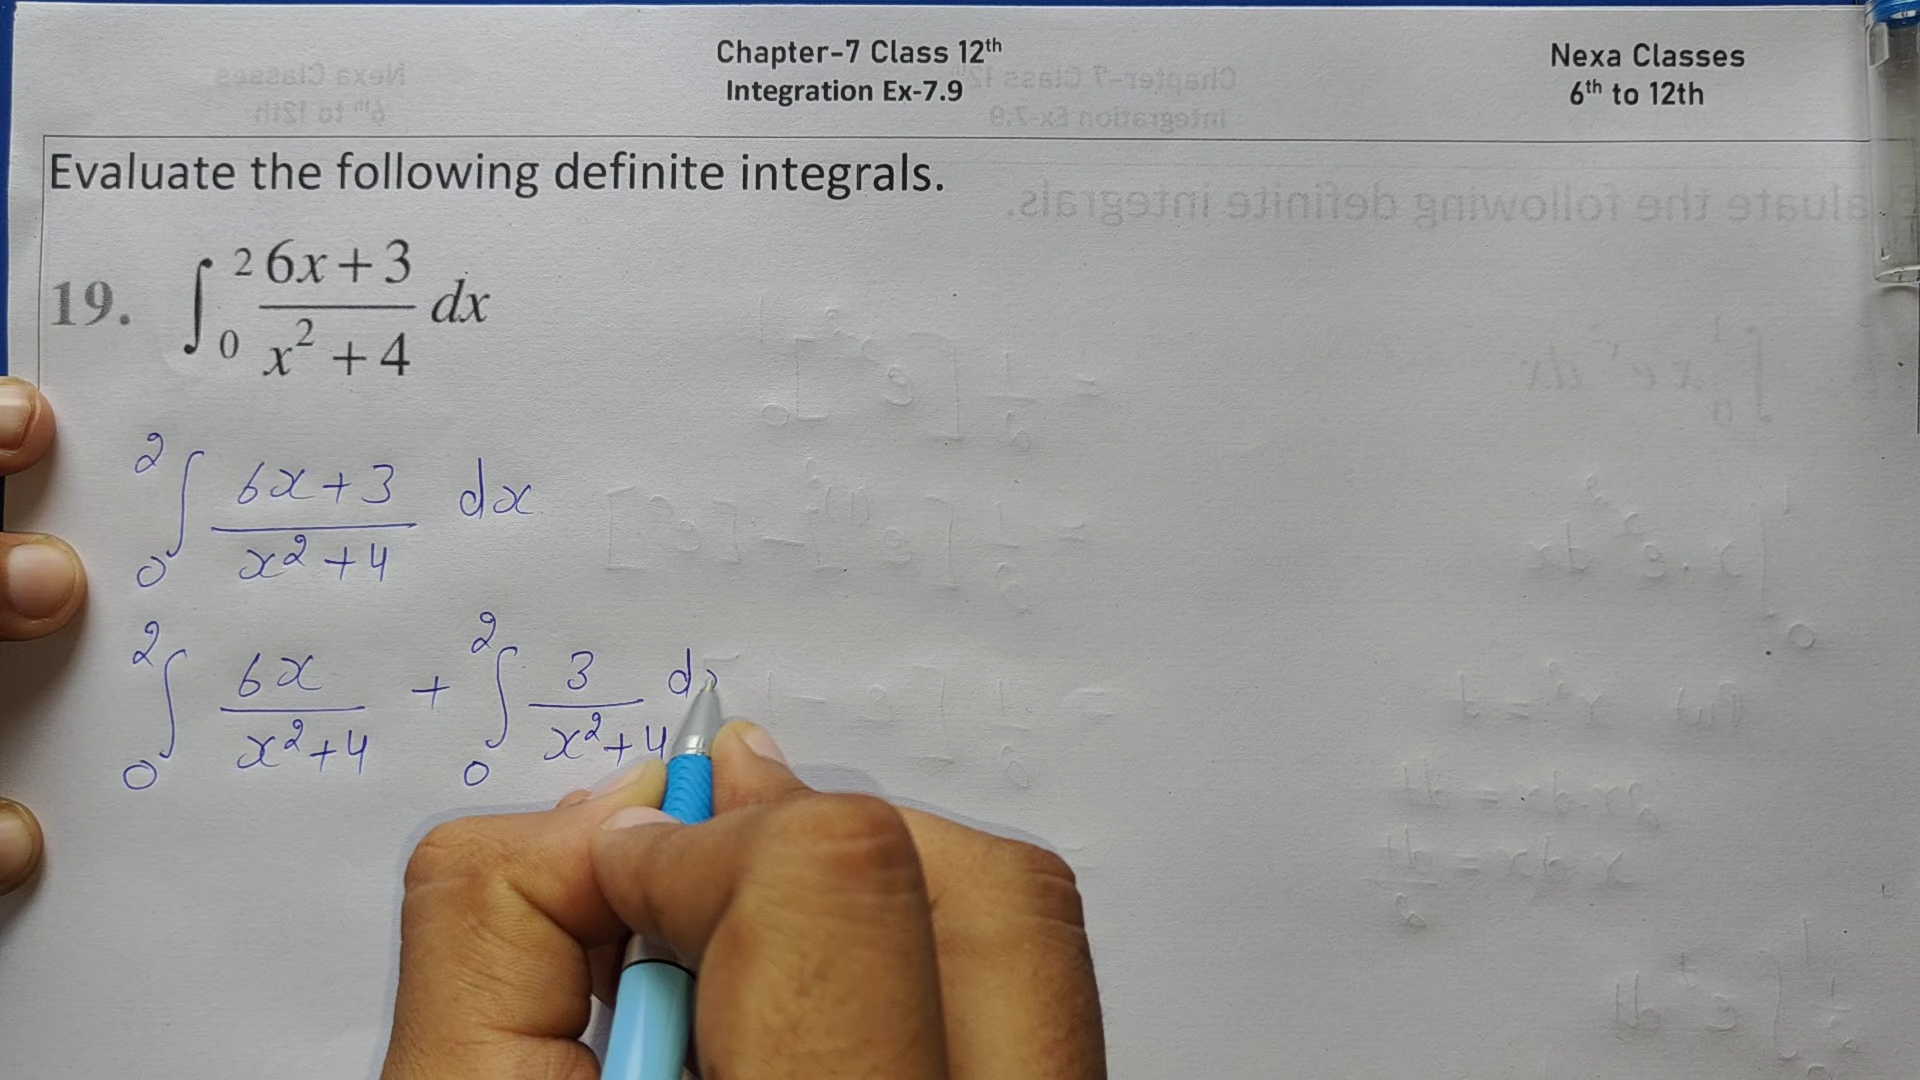 Chapter-7 Class 12th
Integration Ex-7.9
Nexa Classes
6th to 12th
Evaluate the following definite integrals.
19. ∫₀² (6x+3)/(x²+4) dx
₀²∫ (6x+3)/(x²+4) dx
₀²∫ 6x/(x²+4) + ₀²∫ 3/(x²+4) dx